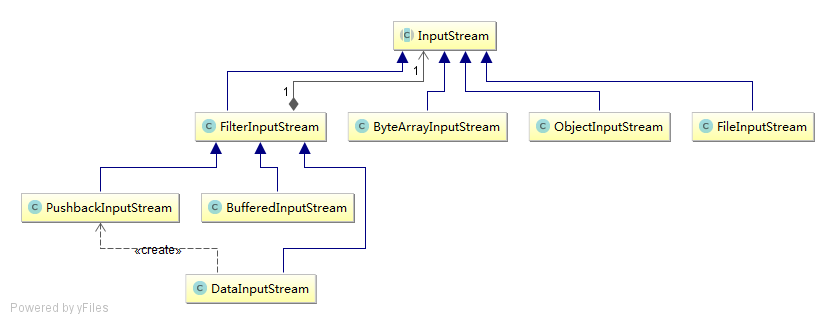 C InputStream
1
1
C FilterInputStream
C ByteArrayInputStream
C ObjectInputStream
C FileInputStream
C PushbackInputStream
C BufferedInputStream
«create»
C DataInputStream
Powered by yFiles